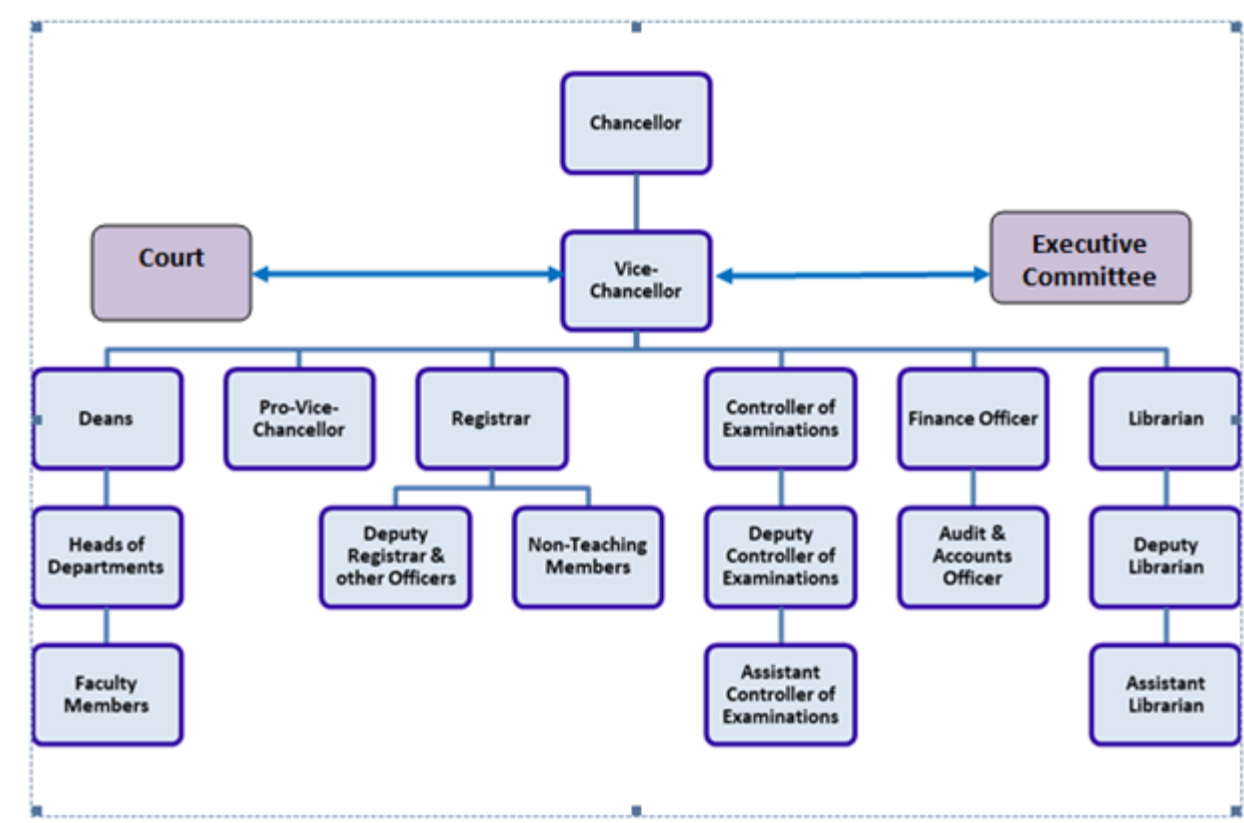 Chancellor
Court
Vice-
Chancellor
Executive
Committee
Deans
Pro-Vice-
Chancellor
Registrar
Controller of
Examinations
Finance Officer
Librarian
Heads of
Departments
Deputy
Registrar &
other Officers
Non-Teaching
Members
Deputy
Controller of
Examinations
Audit &
Accounts
Officer
Deputy
Librarian
Faculty
Members
Assistant
Controller of
Examinations
Assistant
Librarian